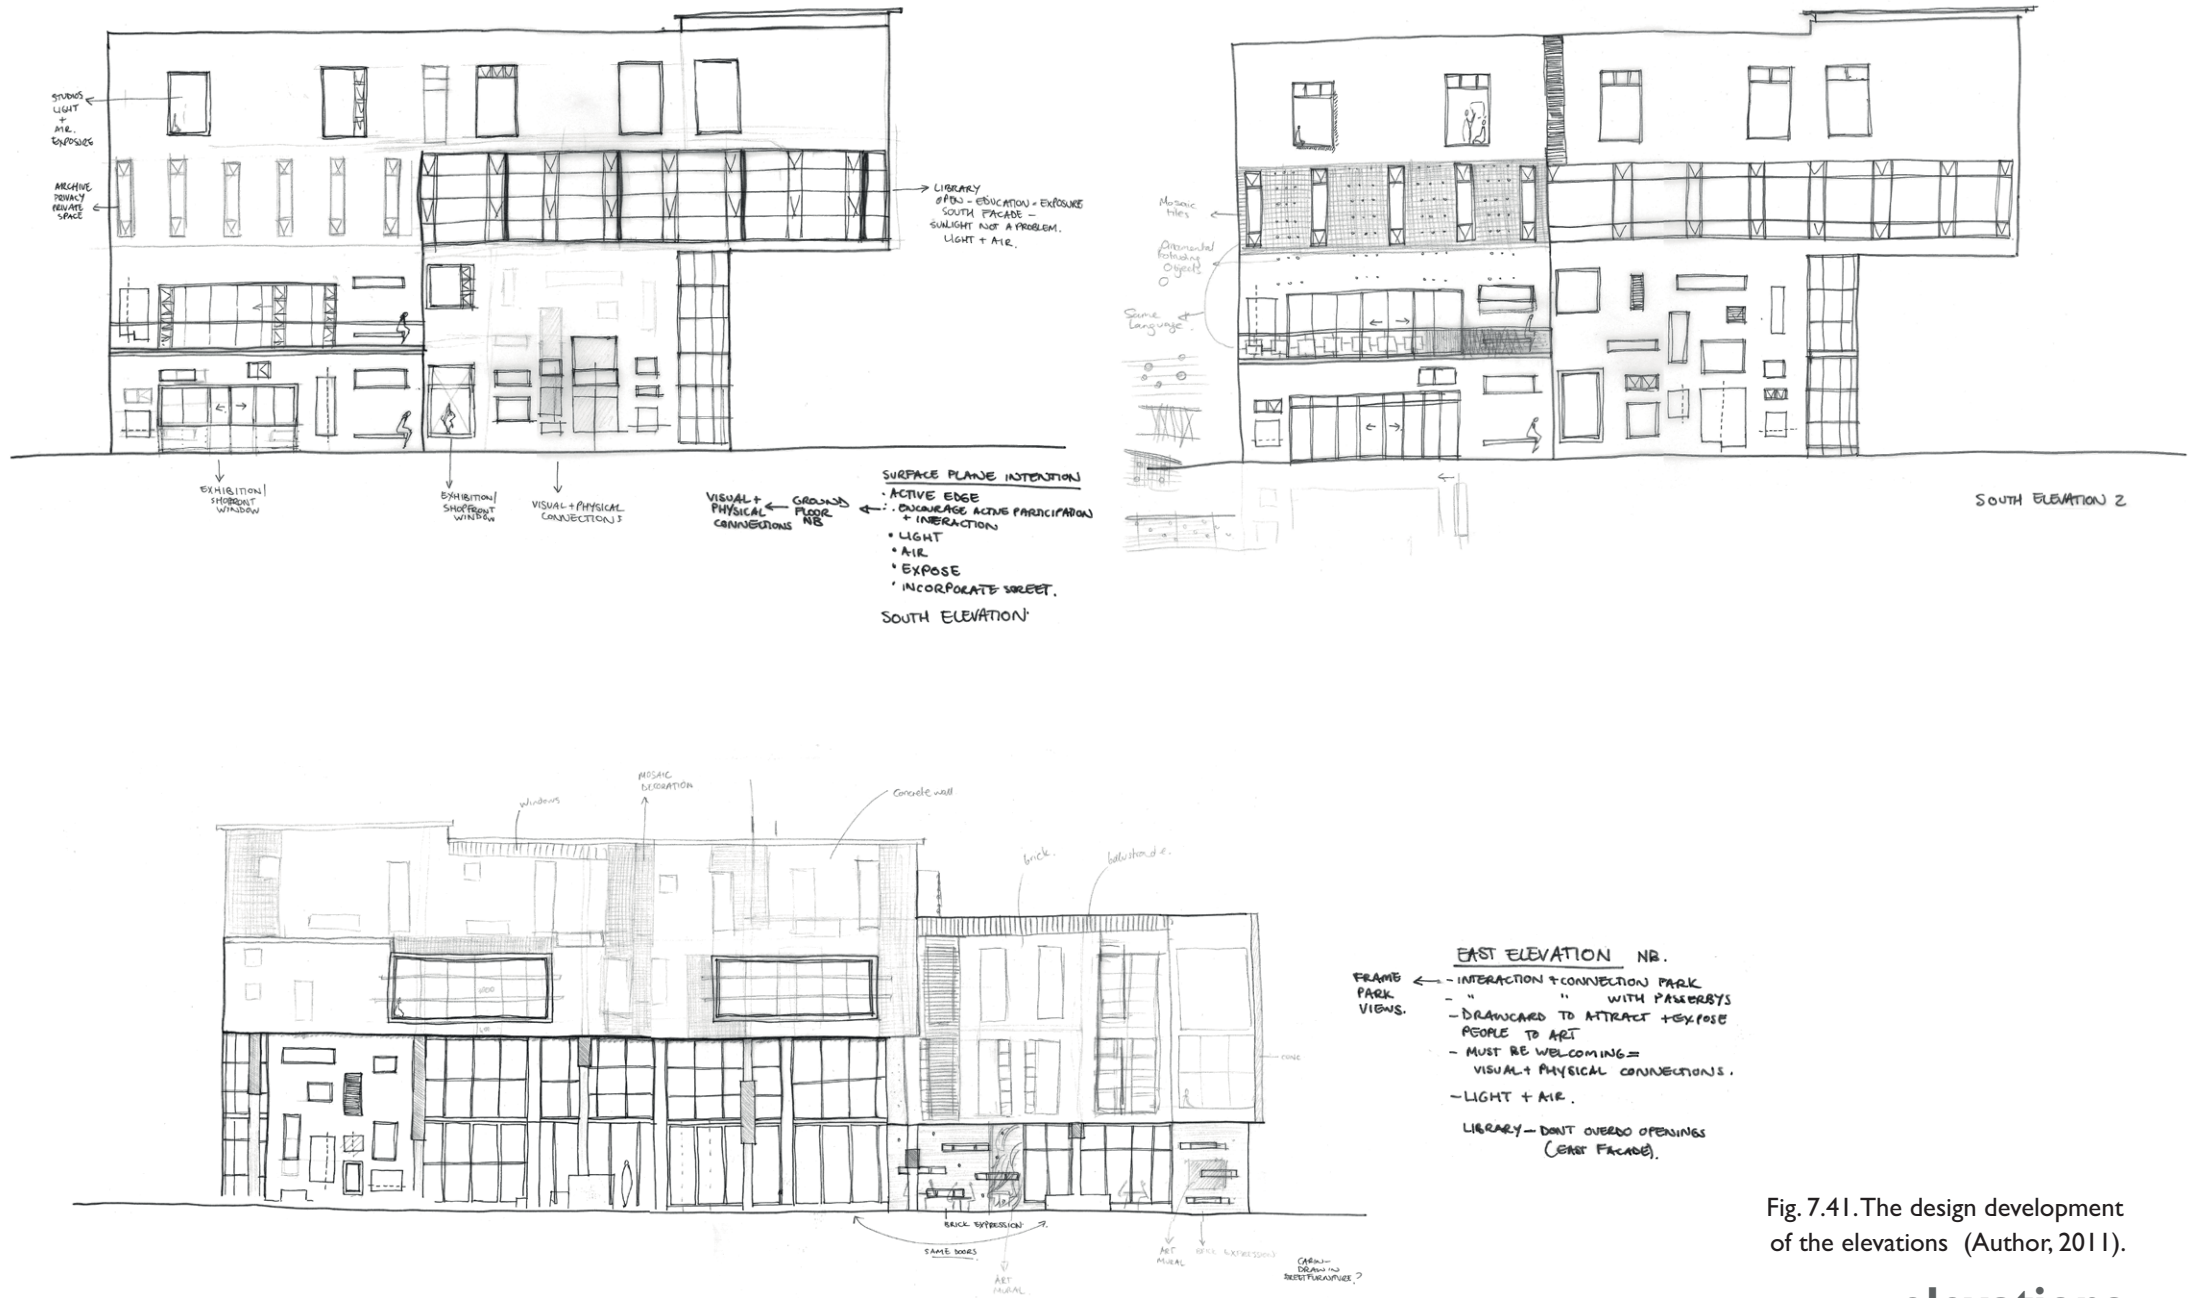 STUDIOS
LIGHT
+
AIR.
EXPOSURE
ARCHIVE
PRIVACY
PRIVATE
SPACE
LIBRARY
OPEN - EDUCATION - EXPOSURE
SOUTH FACADE -
SUNLIGHT NOT A PROBLEM.
LIGHT + AIR.
EXHIBITION/
SHOPFRONT
WINDOW
EXHIBITION/
SHOPFRONT
WINDOW
VISUAL + PHYSICAL
CONNECTIONS
VISUAL +
PHYSICAL
CONNECTIONS
GROUND
FLOOR
NB
SURFACE PLANE INTENTION
• ACTIVE EDGE
• ENCOURAGE ACTIVE PARTICIPATION
+ INTERACTION
• LIGHT
• AIR
• EXPOSE
• INCORPORATE STREET.
SOUTH ELEVATION
Mosaic
tiles
Ornamental
Protruding
Objects
Same
Language.
SOUTH ELEVATION 2
windows
MOSAIC
DECORATION
Concrete wall
brick.
balustrade.
BRICK EXPRESSION
SAME DOORS
ART
MURAL
ART
MURAL
BRICK EXPRESSION
DRAW IN
STREET FURNITURE?
EAST ELEVATION NB.
FRAME
PARK
VIEWS.
- INTERACTION + CONNECTION PARK
- " " WITH PASSERBYS
- DRAWCARD TO ATTRACT + EXPOSE
PEOPLE TO ART
- MUST BE WELCOMING =
VISUAL + PHYSICAL CONNECTIONS.
- LIGHT + AIR.
LIBRARY - DONT OVERDO OPENINGS
(EAST FACADE).
Fig. 7.41. The design development
of the elevations (Author, 2011).
elevations